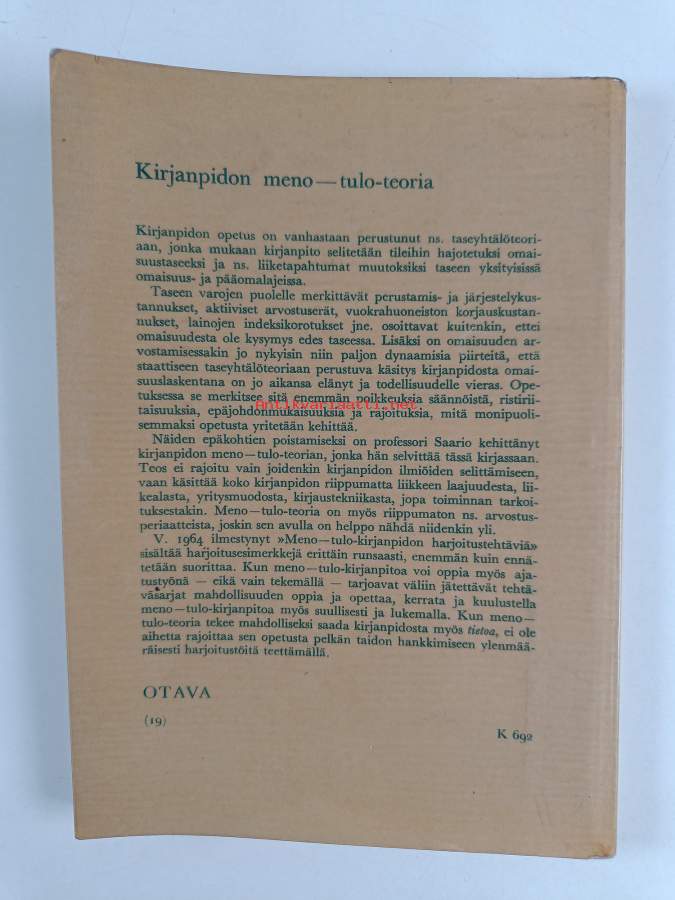 Kirjanpidon meno—tulo-teoria
Kirjanpidon opetus on vanhastaan perustunut ns. taseyhtälöteori-
aan, jonka mukaan kirjanpito selitetään tileihin hajotetuksi omai-
suustaseeksi ja ns. liiketapahtumat muutoksiksi taseen yksityisissä
omaisuus- ja pääomalajeissa.
Taseen varojen puolelle merkittävät perustamis- ja järjestelykus-
tannukset, aktiiviset arvostuserät, vuokrahuoneiston korjauskustan-
nukset, lainojen indeksikorotukset jne. osoittavat kuitenkin, ettei
omaisuudesta ole kysymys edes taseessa. Lisäksi on omaisuuden ar-
vostamisessakin jo nykyisin niin paljon dynaamisia piirteitä, että
staattiseen taseyhtälöteoriaan perustuva käsitys kirjanpidosta omai-
suuslaskentana on jo aikansa elänyt ja todellisuudelle vieras. Ope-
tuksessa se merkitsee sitä enemmän poikkeuksia säännöistä, ristirii-
Antikvariaatti.net
taisuuksia, epäjohdonmukaisuuksia ja rajoituksia, mitä monipuoli-
semmaksi opetusta yritetään kehittää.
Näiden epäkohtien poistamiseksi on professori Saario kehittänyt
kirjanpidon meno—tulo-teorian, jonka hän selvittää tässä kirjassaan.
Teos ei rajoitu vain joidenkin kirjanpidon ilmiöiden selittämiseen,
vaan käsittää koko kirjanpidon riippumatta liikkeen laajuudesta, lii-
kealasta, yritysmuodosta, kirjaustekniikasta, jopa toiminnan tarkoi-
tuksestakin. Meno—tulo-teoria on myös riippumaton ns. arvostus-
periaatteista, joskin sen avulla on helppo nähdä niidenkin yli.
V. 1964 ilmestynyt »Meno—tulo-kirjanpidon harjoitustehtäviä»
sisältää harjoitusesimerkkejä erittäin runsaasti, enemmän kuin ennä-
tetään suorittaa. Kun meno—tulo-kirjanpitoa voi oppia myös aja-
tustyönä — eikä vain tekemällä — tarjoavat väliin jätettävät tehtä-
väsarjat mahdollisuuden oppia ja opettaa, kerrata ja kuulustella
meno—tulo-kirjanpitoa myös suullisesti ja lukemalla. Kun meno—
tulo-teoria tekee mahdolliseksi saada kirjanpidosta myös tietoa, ei ole
aihetta rajoittaa sen opetusta pelkän taidon hankkimiseen ylenmää-
räisesti harjoitustöitä teettämällä.
OTAVA
(19)
K 692